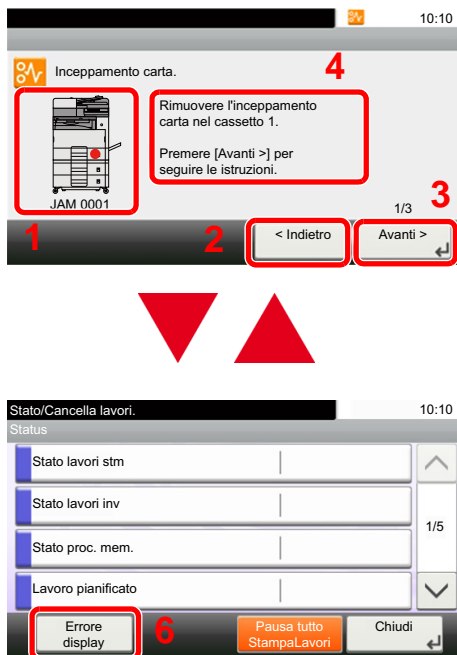 10:10
Inceppamento carta.
4
Rimuovere l'inceppamento
carta nel cassetto 1.
Premere [Avanti >] per
seguire le istruzioni.
JAM 0001
1/3
3
1
2
< Indietro
Avanti >
Stato/Cancella lavori.
10:10
Status
Stato lavori stm
Stato lavori inv
1/5
Stato proc. mem.
Lavoro pianificato
Errore
display
6
Pausa tutto
StampaLavori
Chiudi